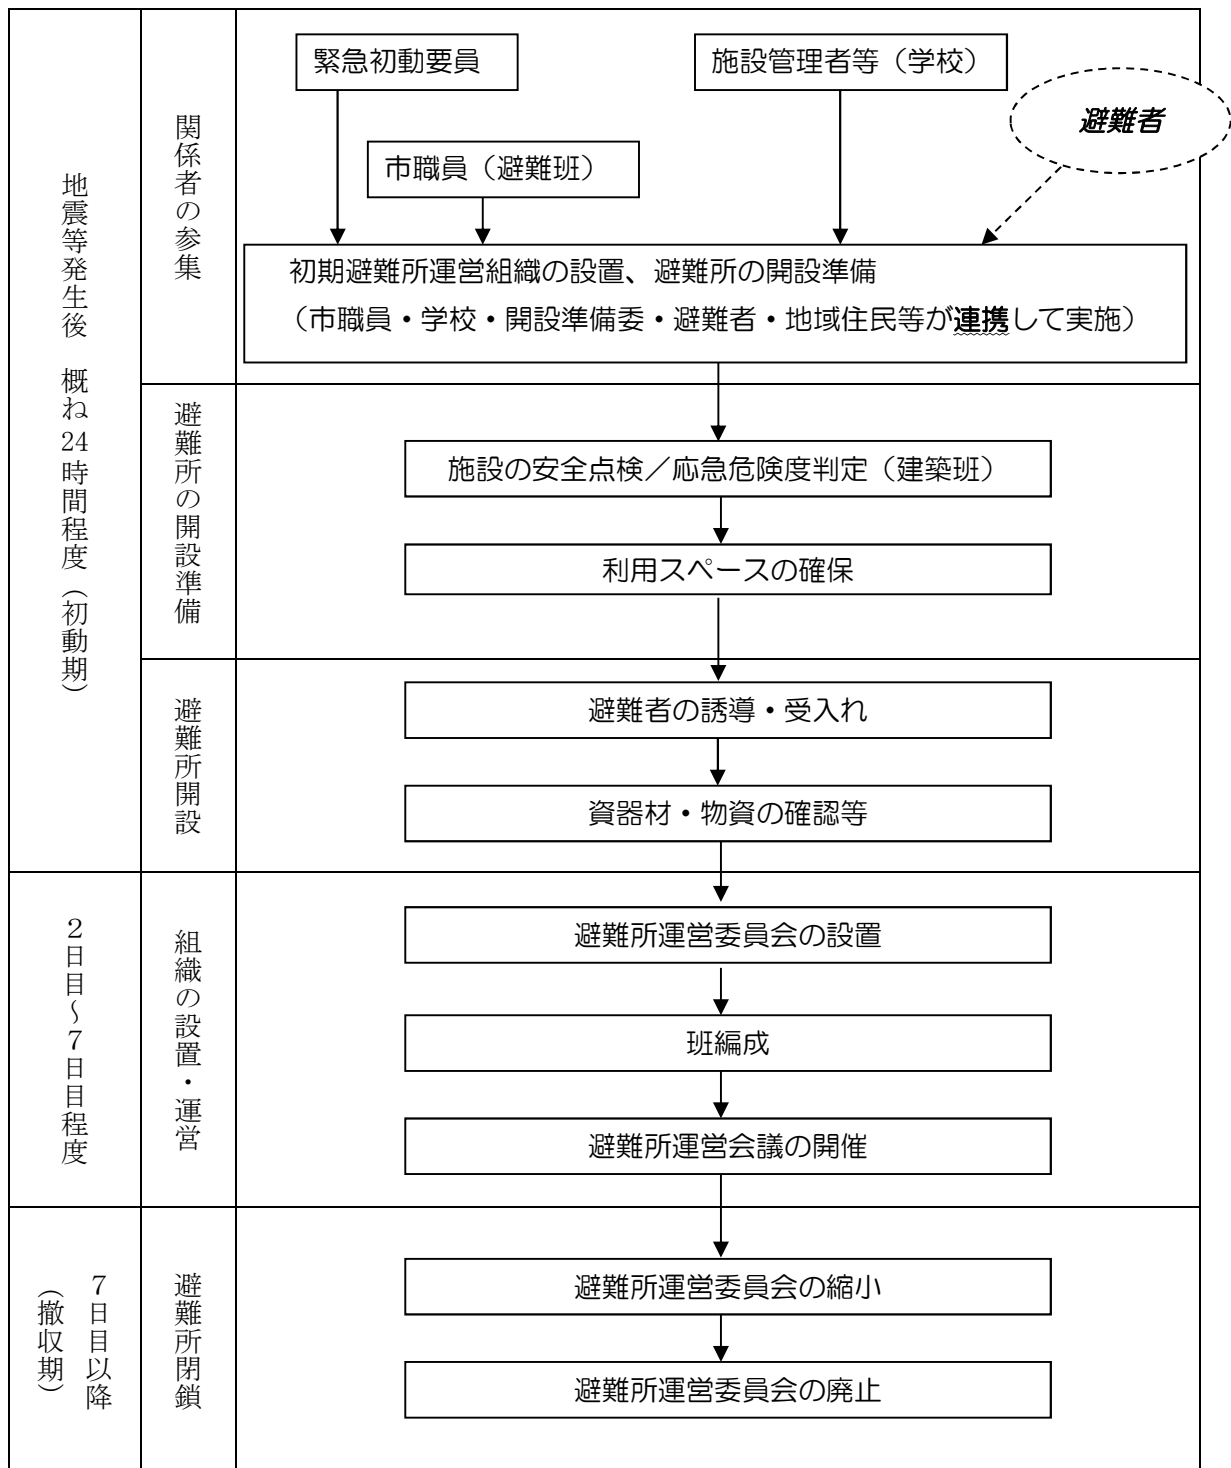 地震等発生後 概ね24時間程度（初動期）
関係者の参集
緊急初動要員
施設管理者等（学校）
避難者
市職員（避難班）
初期避難所運営組織の設置、避難所の開設準備
（市職員・学校・開設準備委・避難者・地域住民等が連携して実施）
避難所の開設準備
施設の安全点検／応急危険度判定（建築班）
利用スペースの確保
避難所開設
避難者の誘導・受入れ
資器材・物資の確認等
２日目～７日目程度
組織の設置・運営
避難所運営委員会の設置
班編成
避難所運営会議の開催
７日目以降
（撤収期）
避難所閉鎖
避難所運営委員会の縮小
避難所運営委員会の廃止